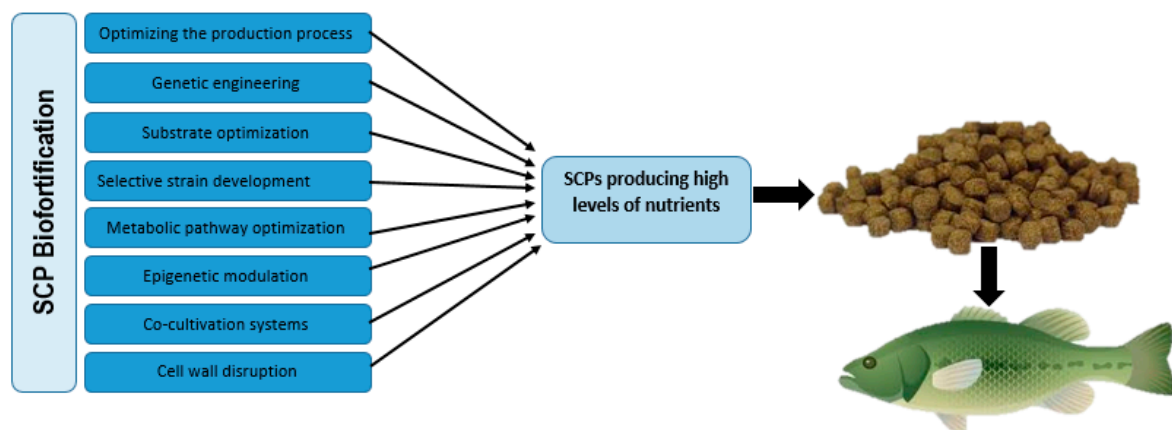 SCP Biofortification
Optimizing the production process
Genetic engineering
Substrate optimization
Selective strain development
Metabolic pathway optimization
Epigenetic modulation
Co-cultivation systems
Cell wall disruption
SCPs producing high
levels of nutrients